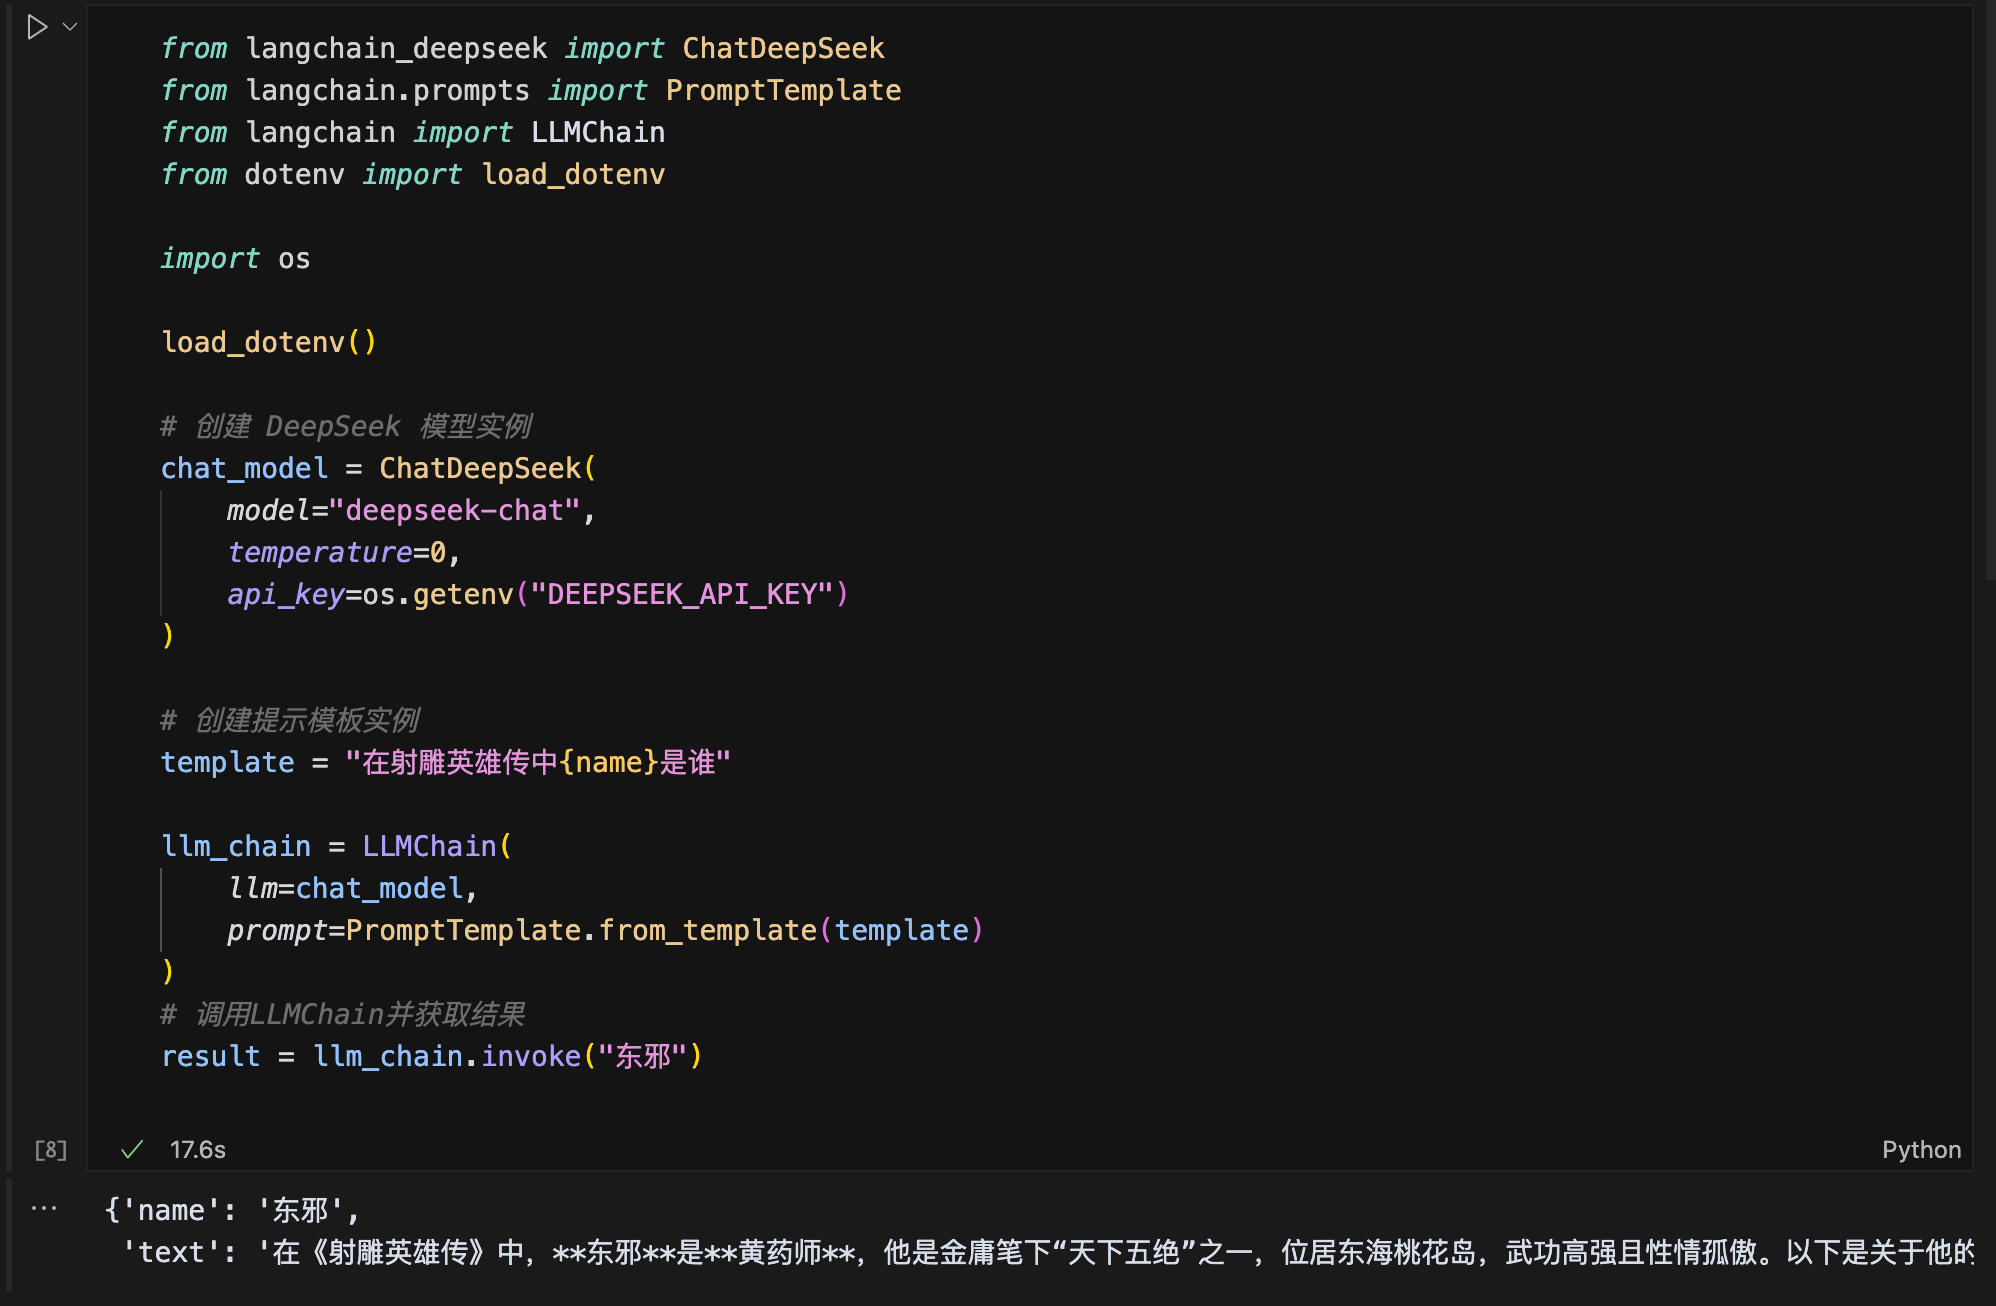 from langchain_deepseek import ChatDeepSeek
from langchain.prompts import PromptTemplate
from langchain import LLMChain
from dotenv import load_dotenv
import os
load_dotenv()
# 创建 DeepSeek 模型实例
chat_model = ChatDeepSeek(
    model="deepseek-chat",
    temperature=0,
    api_key=os.getenv("DEEPSEEK_API_KEY")
)
# 创建提示模板实例
template = "在射雕英雄传中{name}是谁"
llm_chain = LLMChain(
    llm=chat_model,
    prompt=PromptTemplate.from_template(template)
)
# 调用LLMChain并获取结果
result = llm_chain.invoke("东邪")
[8] 17.6s Python
... {'name': '东邪',
'text': '在《射雕英雄传》中，**东邪**是**黄药师**，他是金庸笔下“天下五绝”之一，位居东海桃花岛，武功高强且性情孤傲。以下是关于他的